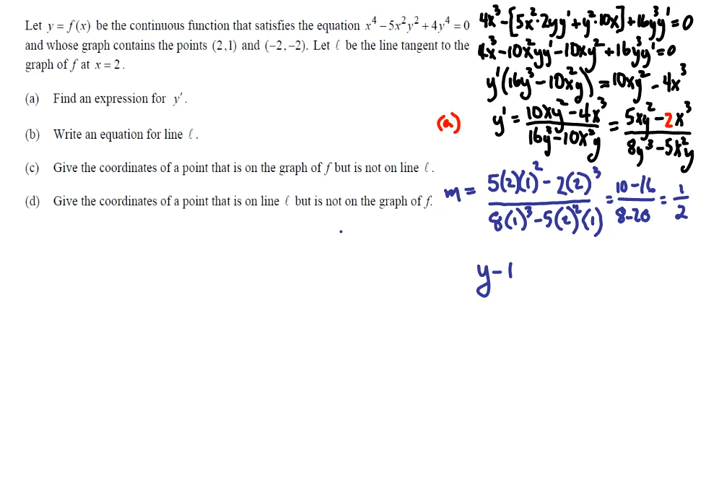 Let y = f(x) be the continuous function that satisfies the equation x⁴ − 5x²y² + 4y⁴ = 0
and whose graph contains the points (2,1) and (−2,−2). Let ℓ be the line tangent to the
graph of f at x = 2.
(a) Find an expression for y′.
(b) Write an equation for line ℓ.
(c) Give the coordinates of a point that is on the graph of f but is not on line ℓ.
(d) Give the coordinates of a point that is on line ℓ but is not on the graph of f.
4x³ − [5x²·2yy′ + y²·10x] + 16y³y′ = 0
4x³ − 10x²yy′ − 10xy² + 16y³y′ = 0
y′(16y³ − 10x²y) = 10xy² − 4x³
(a) y′ = (10xy² − 4x³)/(16y³ − 10x²y) = (5xy² − 2x³)/(8y³ − 5x²y)
m = (5(2)(1)² − 2(2)³)/(8(1)³ − 5(2)²(1)) = (10 − 16)/(8 − 20) = 1/2
y − 1